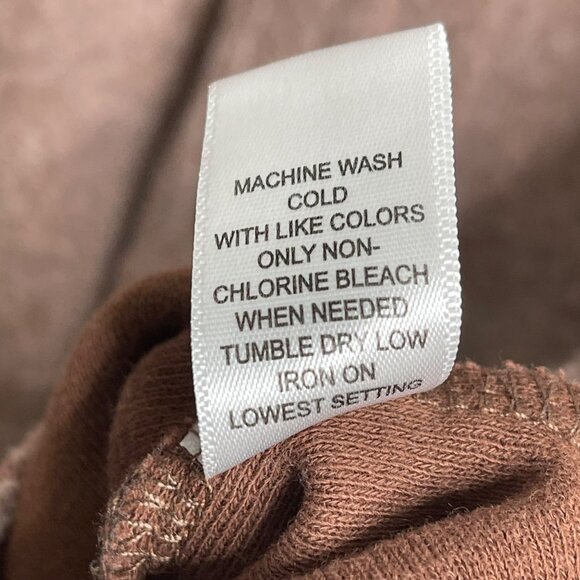 MACHINE WASH
COLD
WITH LIKE COLORS
ONLY NON-
CHLORINE BLEACH
WHEN NEEDED
TUMBLE DRY LOW
IRON ON
LOWEST SETTING